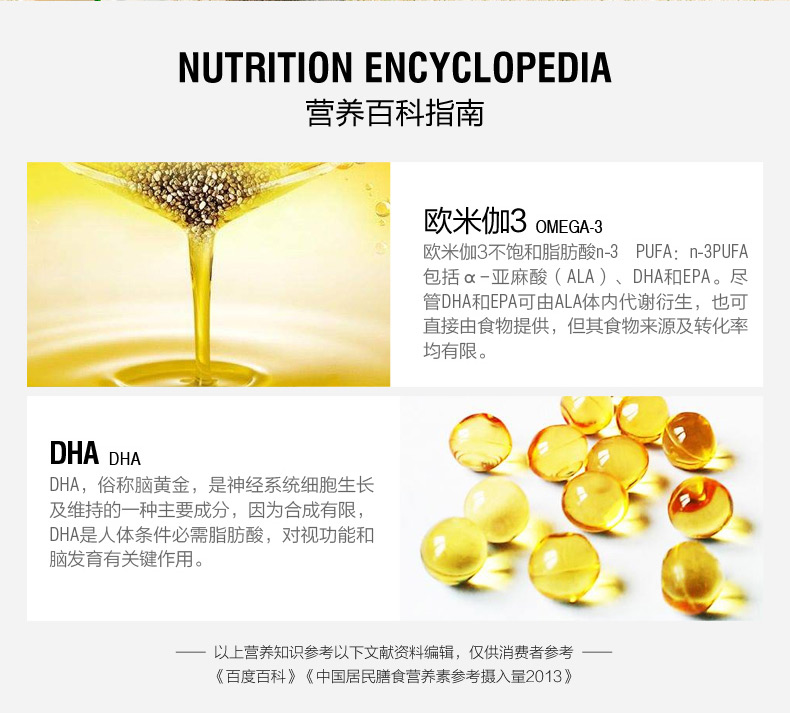 NUTRITION ENCYCLOPEDIA
营养百科指南
欧米伽3 OMEGA-3
欧米伽3不饱和脂肪酸n-3 PUFA：n-3PUFA
包括α-亚麻酸（ALA）、DHA和EPA。尽
管DHA和EPA可由ALA体内代谢衍生，也可
直接由食物提供，但其食物来源及转化率
均有限。
DHA DHA
DHA，俗称脑黄金，是神经系统细胞生长
及维持的一种主要成分，因为合成有限，
DHA是人体条件必需脂肪酸，对视功能和
脑发育有关键作用。
以上营养知识参考以下文献资料编辑，仅供消费者参考
《百度百科》《中国居民膳食营养素参考摄入量2013》